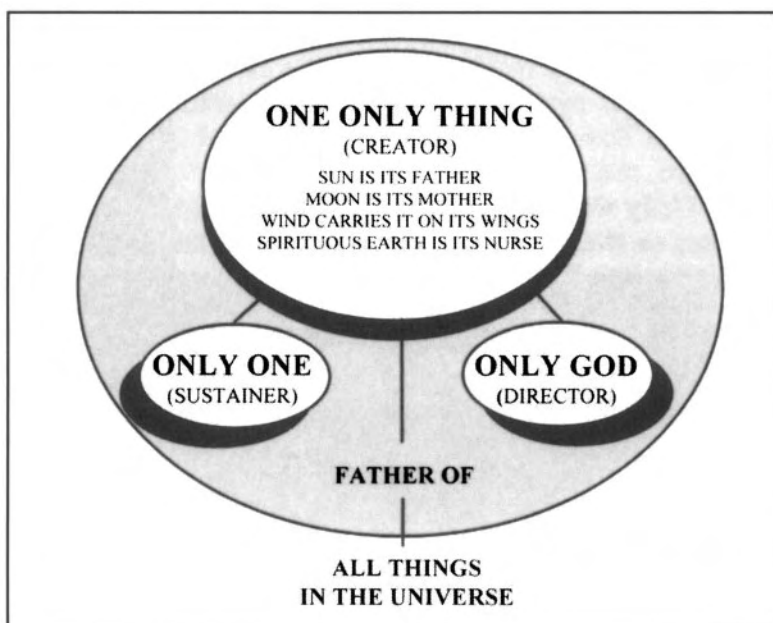 ONE ONLY THING
(CREATOR)
SUN IS ITS FATHER
MOON IS ITS MOTHER
WIND CARRIES IT ON ITS WINGS
SPIRITUOUS EARTH IS ITS NURSE
ONLY ONE
(SUSTAINER)
ONLY GOD
(DIRECTOR)
FATHER OF
ALL THINGS
IN THE UNIVERSE